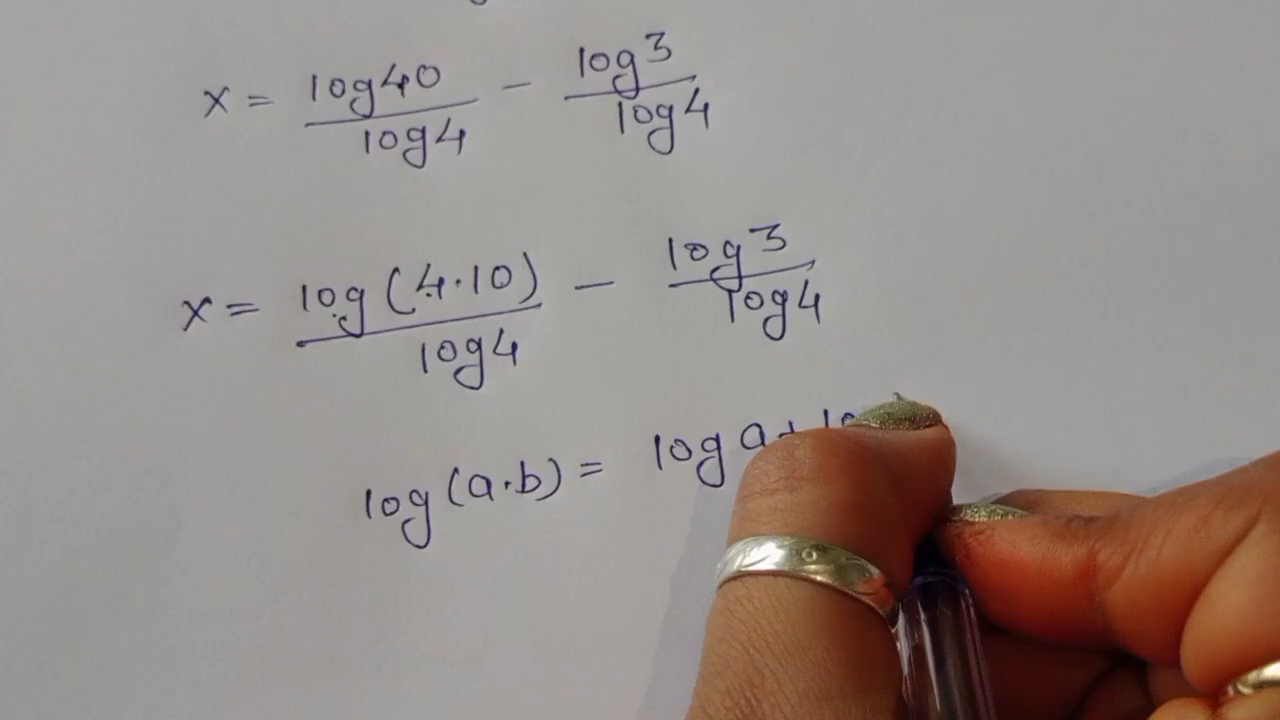 x = log40/log4 - log3/log4
x = log(4·10)/log4 - log3/log4
log(a·b) = log a +